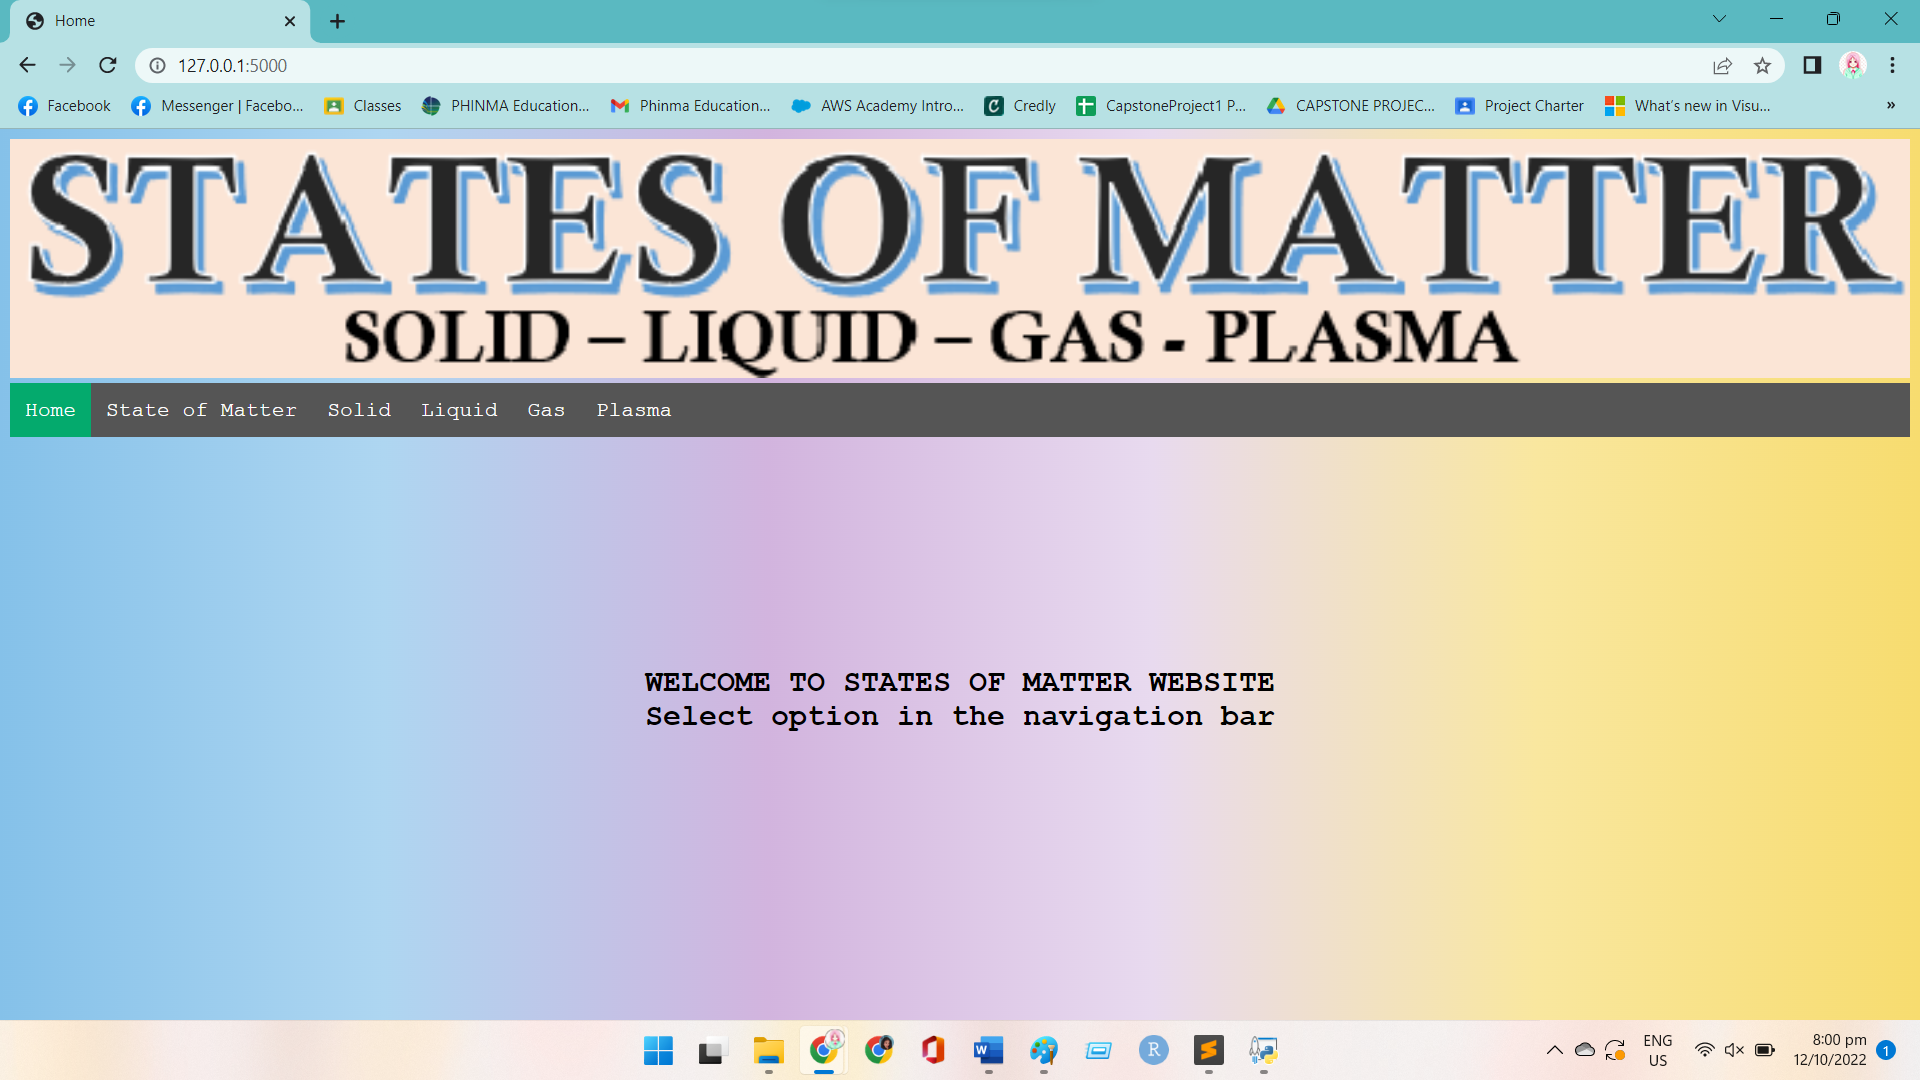 Home
127.0.0.1:5000
Facebook
Messenger | Facebo...
Classes
PHINMA Education...
Phinma Education...
AWS Academy Intro...
Credly
CapstoneProject1 P...
CAPSTONE PROJEC...
Project Charter
What's new in Visu...
»
STATES OF MATTER
SOLID – LIQUID – GAS - PLASMA
Home State of Matter Solid Liquid Gas Plasma
WELCOME TO STATES OF MATTER WEBSITE
Select option in the navigation bar
ENG
US
8:00 pm
12/10/2022
1